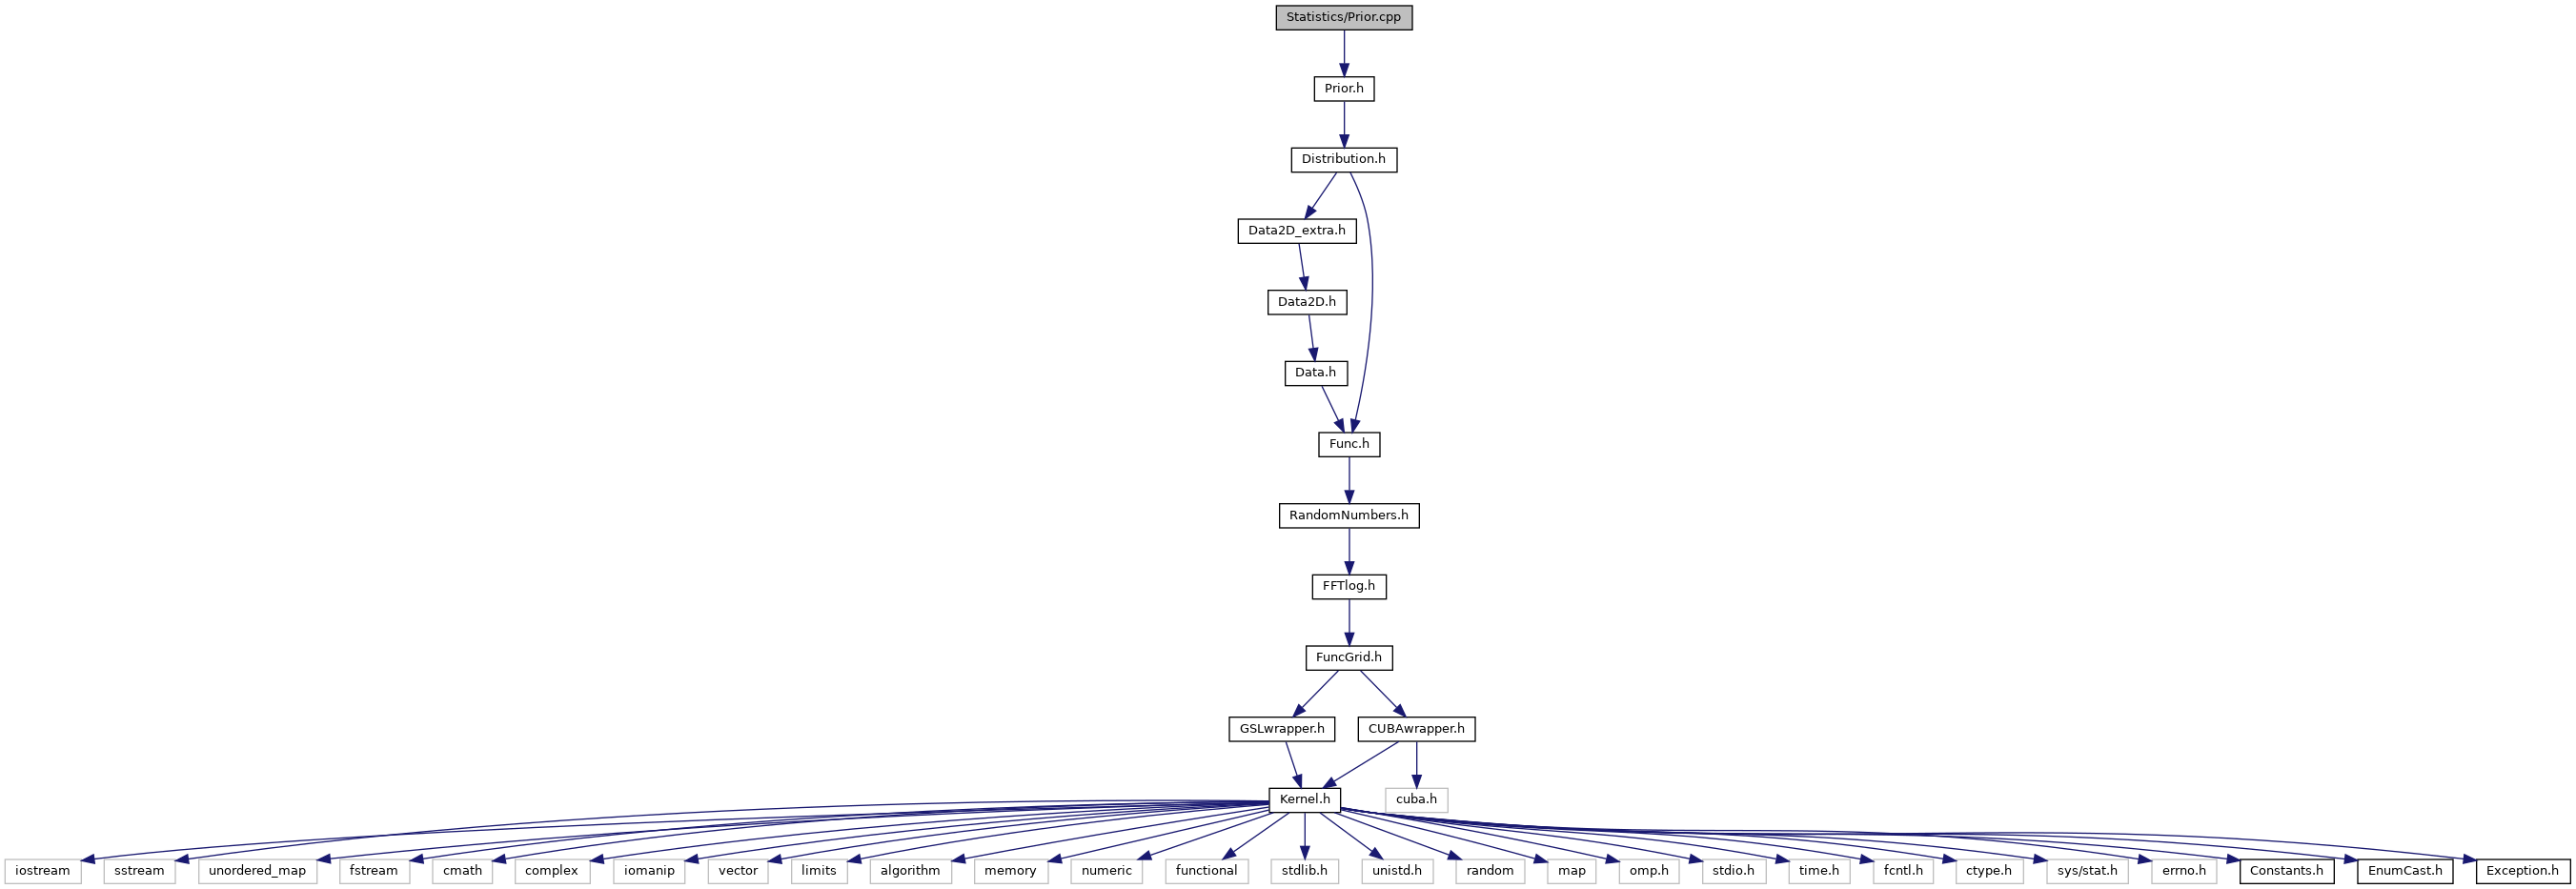 Statistics/Prior.cpp
Prior.h
Distribution.h
Data2D_extra.h
Data2D.h
Data.h
Func.h
RandomNumbers.h
FFTlog.h
FuncGrid.h
GSLwrapper.h
CUBAwrapper.h
Kernel.h
cuba.h
iostream
sstream
unordered_map
fstream
cmath
complex
iomanip
vector
limits
algorithm
memory
numeric
functional
stdlib.h
unistd.h
random
map
omp.h
stdio.h
time.h
fcntl.h
ctype.h
sys/stat.h
errno.h
Constants.h
EnumCast.h
Exception.h